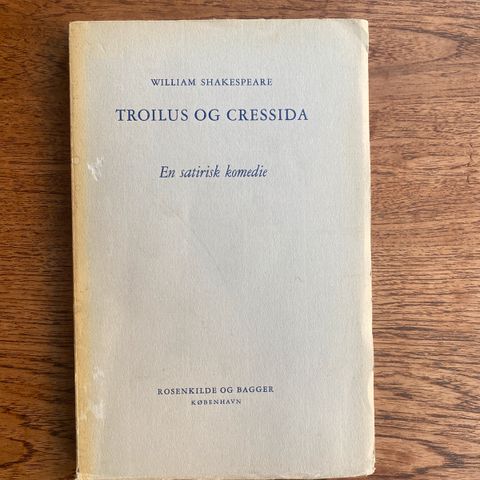 WILLIAM SHAKESPEARE
TROILUS OG CRESSIDA
En satirisk komedie
ROSENKILDE OG BAGGER
KØBENHAVN